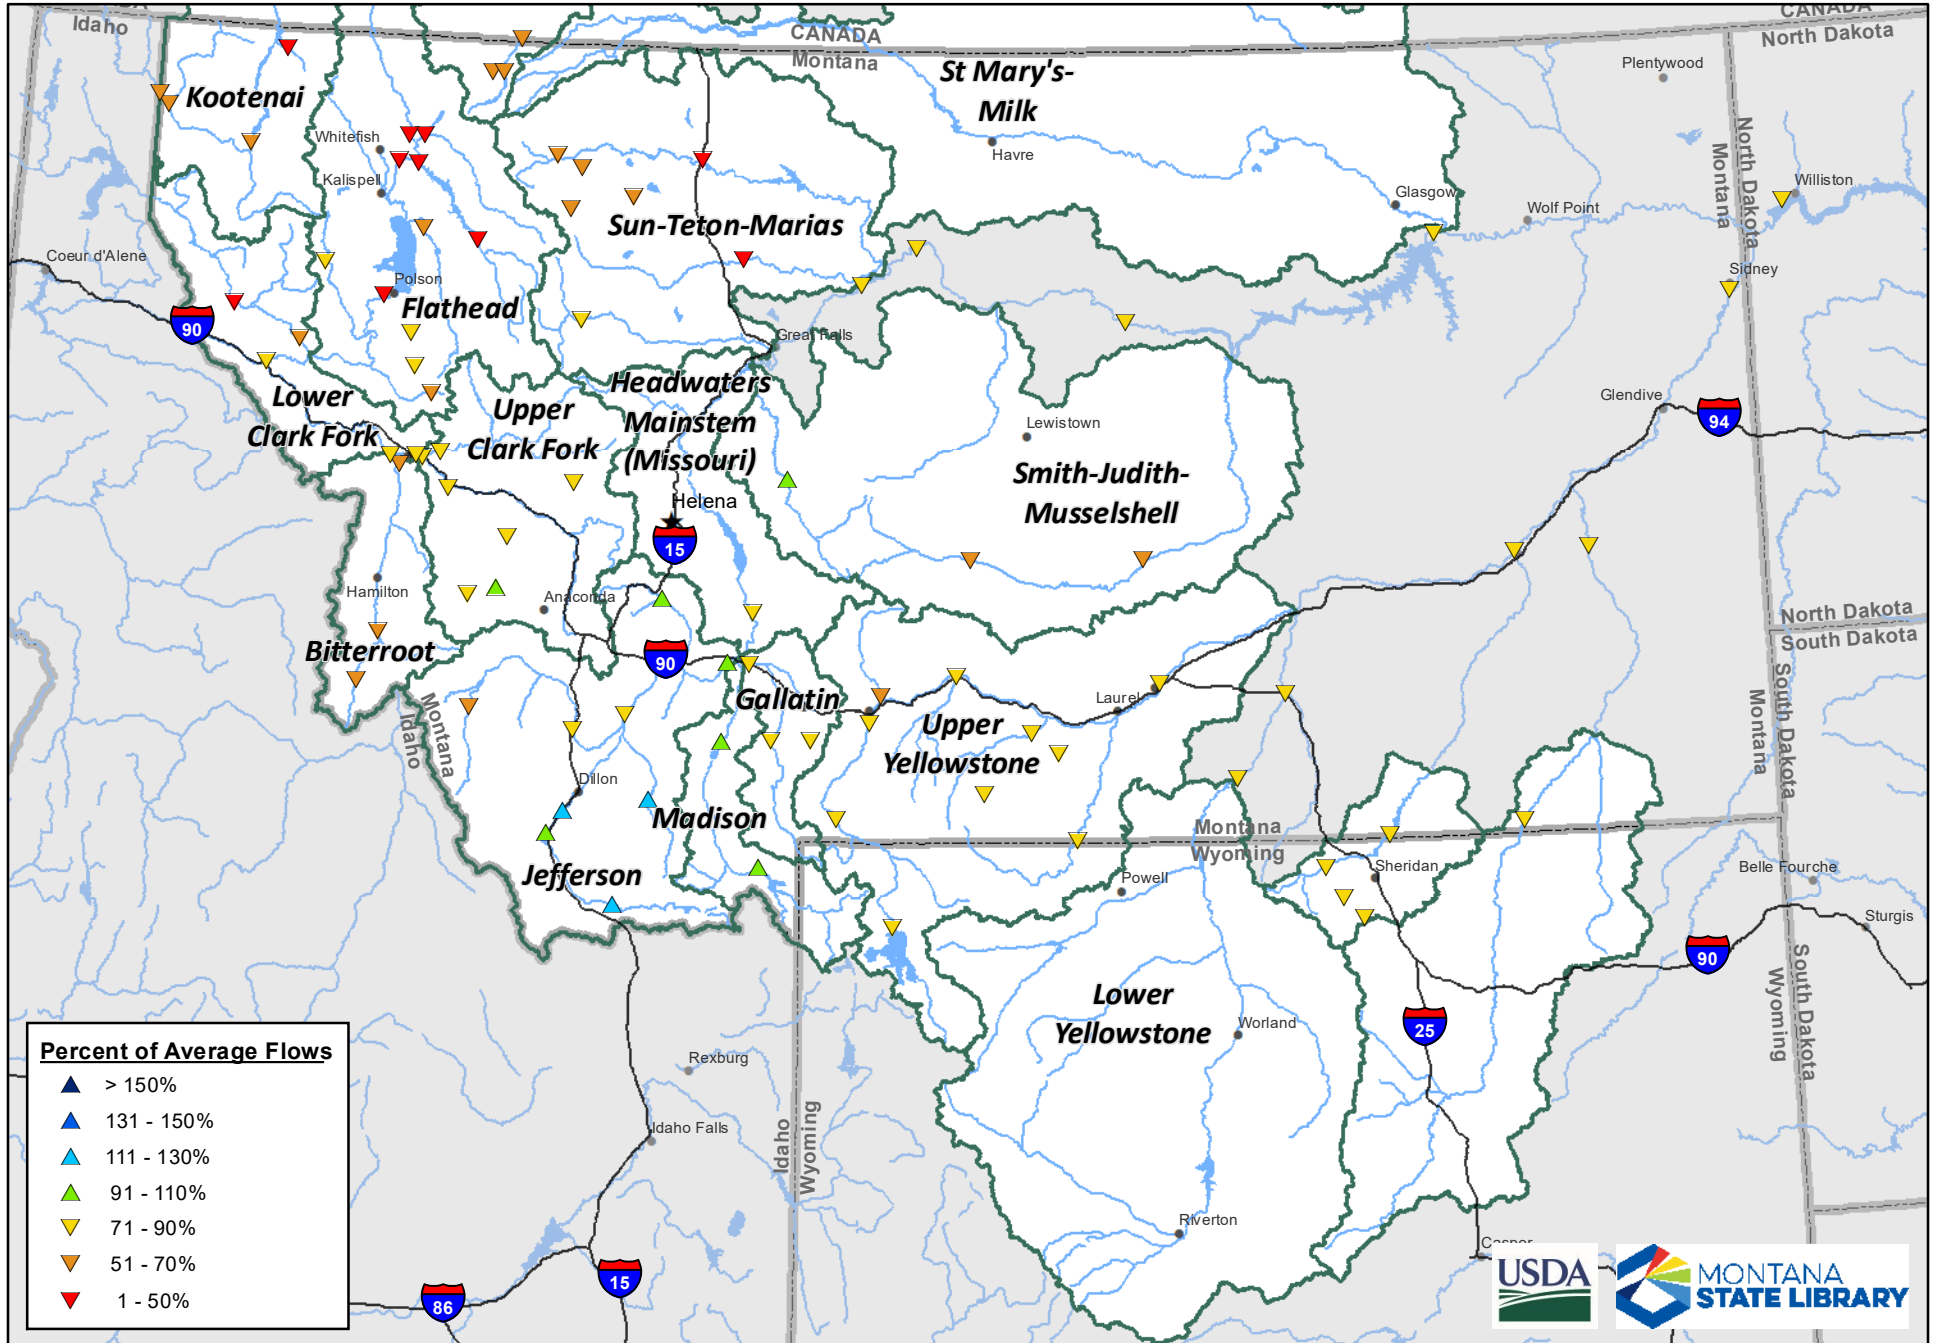 Idaho
CANADA
Montana
CANADA
North Dakota
Plentywood
St Mary's-
Milk
Kootenai
Whitefish
Havre
North Dakota
Montana
Kalispell
Glasgow
Williston
Wolf Point
Sun-Teton-Marias
Coeur d'Alene
Polson
Sidney
Flathead
90
Great Falls
Headwaters
Mainstem
(Missouri)
Lower
Clark Fork
Upper
Clark Fork
Glendive
94
Lewistown
Smith-Judith-
Musselshell
Helena
15
Hamilton
Anaconda
North Dakota
South Dakota
Bitterroot
90
Gallatin
Laurel
Montana
Idaho
South Dakota
Montana
Upper
Yellowstone
Dillon
Madison
Montana
Wyoming
Jefferson
Powell
Sheridan
Belle Fourche
Sturgis
90
South Dakota
Wyoming
Lower
Yellowstone
Worland
25
Rexburg
Idaho Falls
Idaho
Wyoming
Riverton
Casper
15
86
Percent of Average Flows
> 150%
131 - 150%
111 - 130%
91 - 110%
71 - 90%
51 - 70%
1 - 50%
USDA
MONTANA
STATE LIBRARY